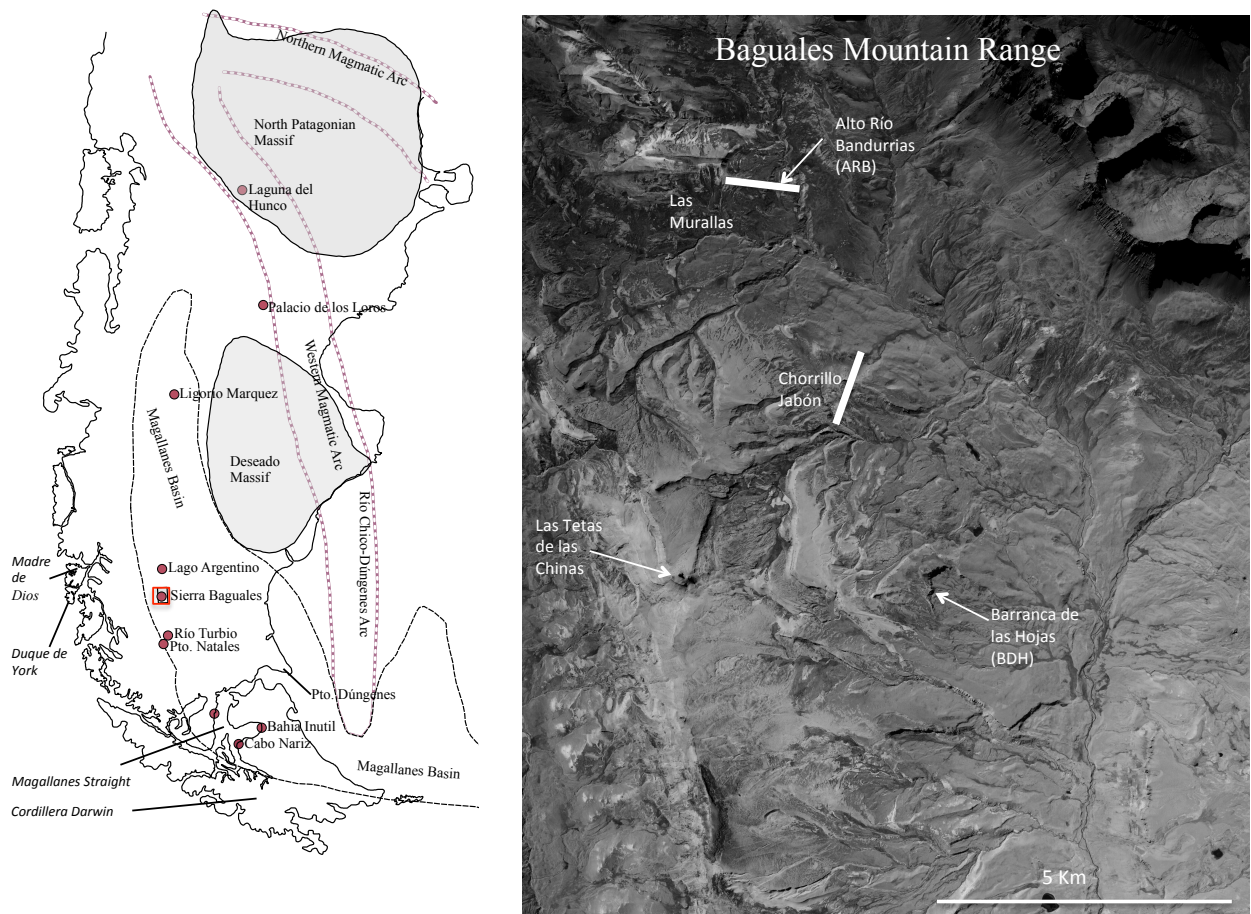 Northern Magmatic Arc
North Patagonian
Massif
Laguna del
Hunco
Palacio de los Loros
Western Magmatic Arc
Ligorio Marquez
Magallanes Basin
Deseado
Massif
Río Chico-Dúngenes Arc
Madre
de
Dios
Lago Argentino
Sierra Baguales
Duque de
York
Río Turbio
Pto. Natales
Pto. Dúngenes
Bahia Inutil
Cabo Nariz
Magallanes Basin
Magallanes Straight
Cordillera Darwin
Baguales Mountain Range
Alto Río
Bandurrias
(ARB)
Las
Murallas
Chorrillo
Jabón
Las Tetas
de las
Chinas
Barranca de
las Hojas
(BDH)
5 Km